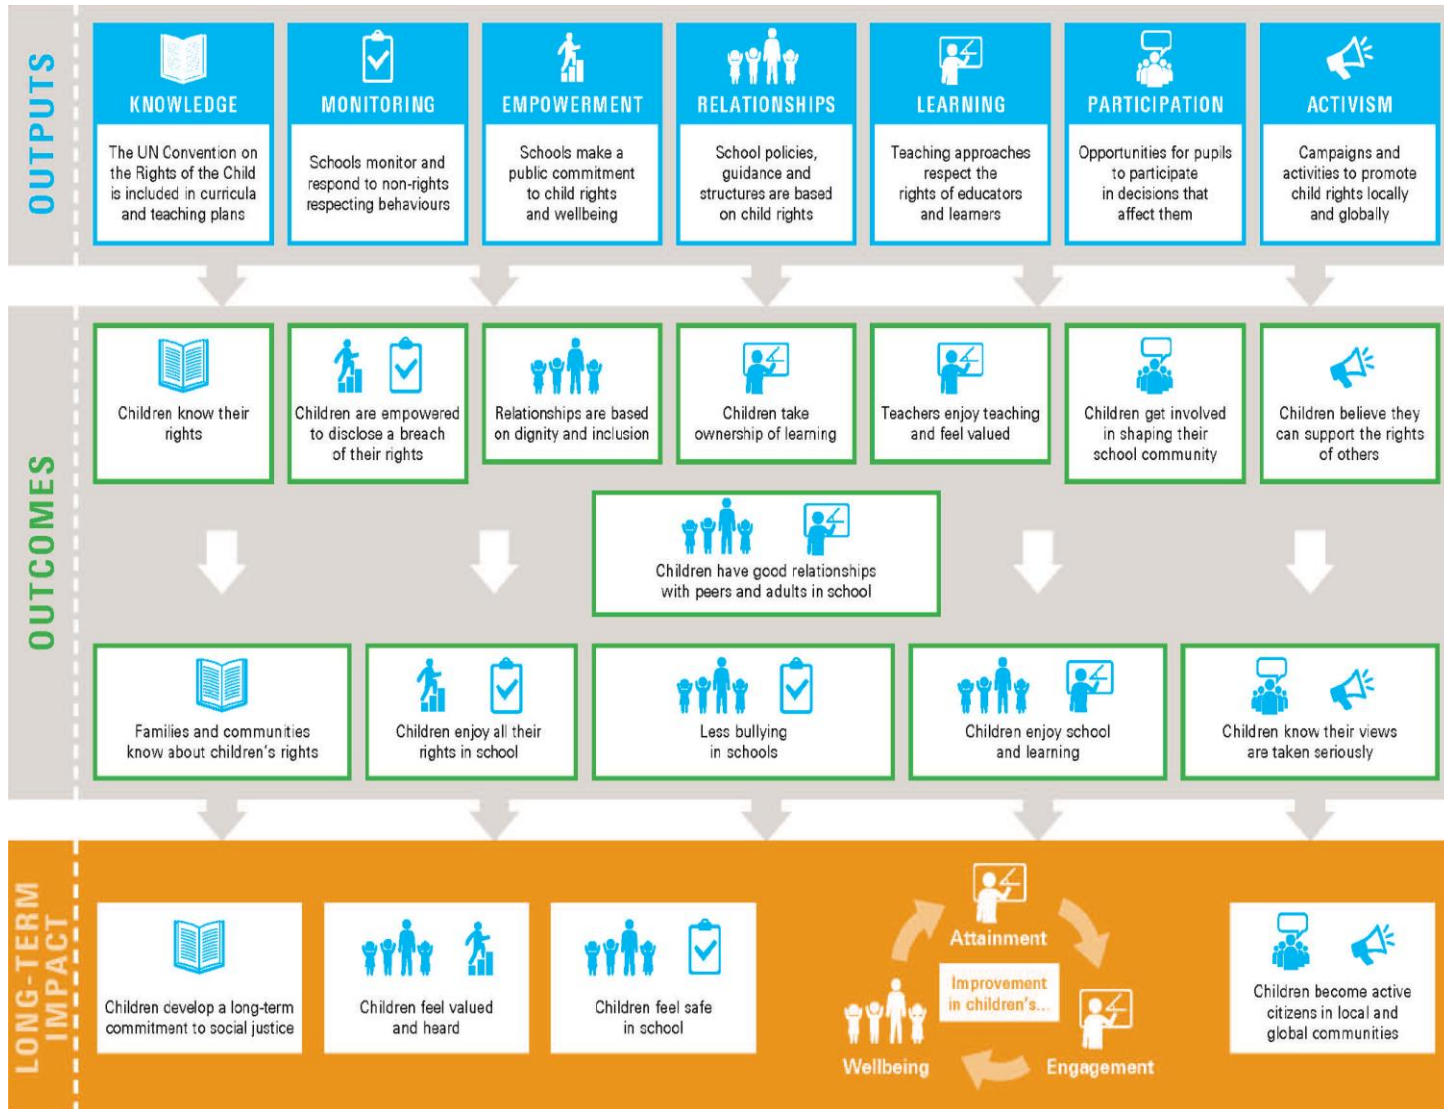 OUTPUTS
KNOWLEDGE
The UN Convention on
the Rights of the Child
is included in curricula
and teaching plans
MONITORING
Schools monitor and
respond to non-rights
respecting behaviours
EMPOWERMENT
Schools make a
public commitment
to child rights
and wellbeing
RELATIONSHIPS
School policies,
guidance and
structures are based
on child rights
LEARNING
Teaching approaches
respect the
rights of educators
and learners
PARTICIPATION
Opportunities for pupils
to participate
in decisions that
affect them
ACTIVISM
Campaigns and
activities to promote
child rights locally
and globally
OUTCOMES
Children know their
rights
Children are empowered
to disclose a breach
of their rights
Relationships are based
on dignity and inclusion
Children take
ownership of learning
Teachers enjoy teaching
and feel valued
Children get involved
in shaping their
school community
Children believe they
can support the rights
of others
Children have good relationships
with peers and adults in school
Families and communities
know about children's rights
Children enjoy all their
rights in school
Less bullying
in schools
Children enjoy school
and learning
Children know their views
are taken seriously
LONG-TERM
IMPACT
Children develop a long-term
commitment to social justice
Children feel valued
and heard
Children feel safe
in school
Attainment
Improvement
in children's...
Wellbeing
Engagement
Children become active
citizens in local and
global communities